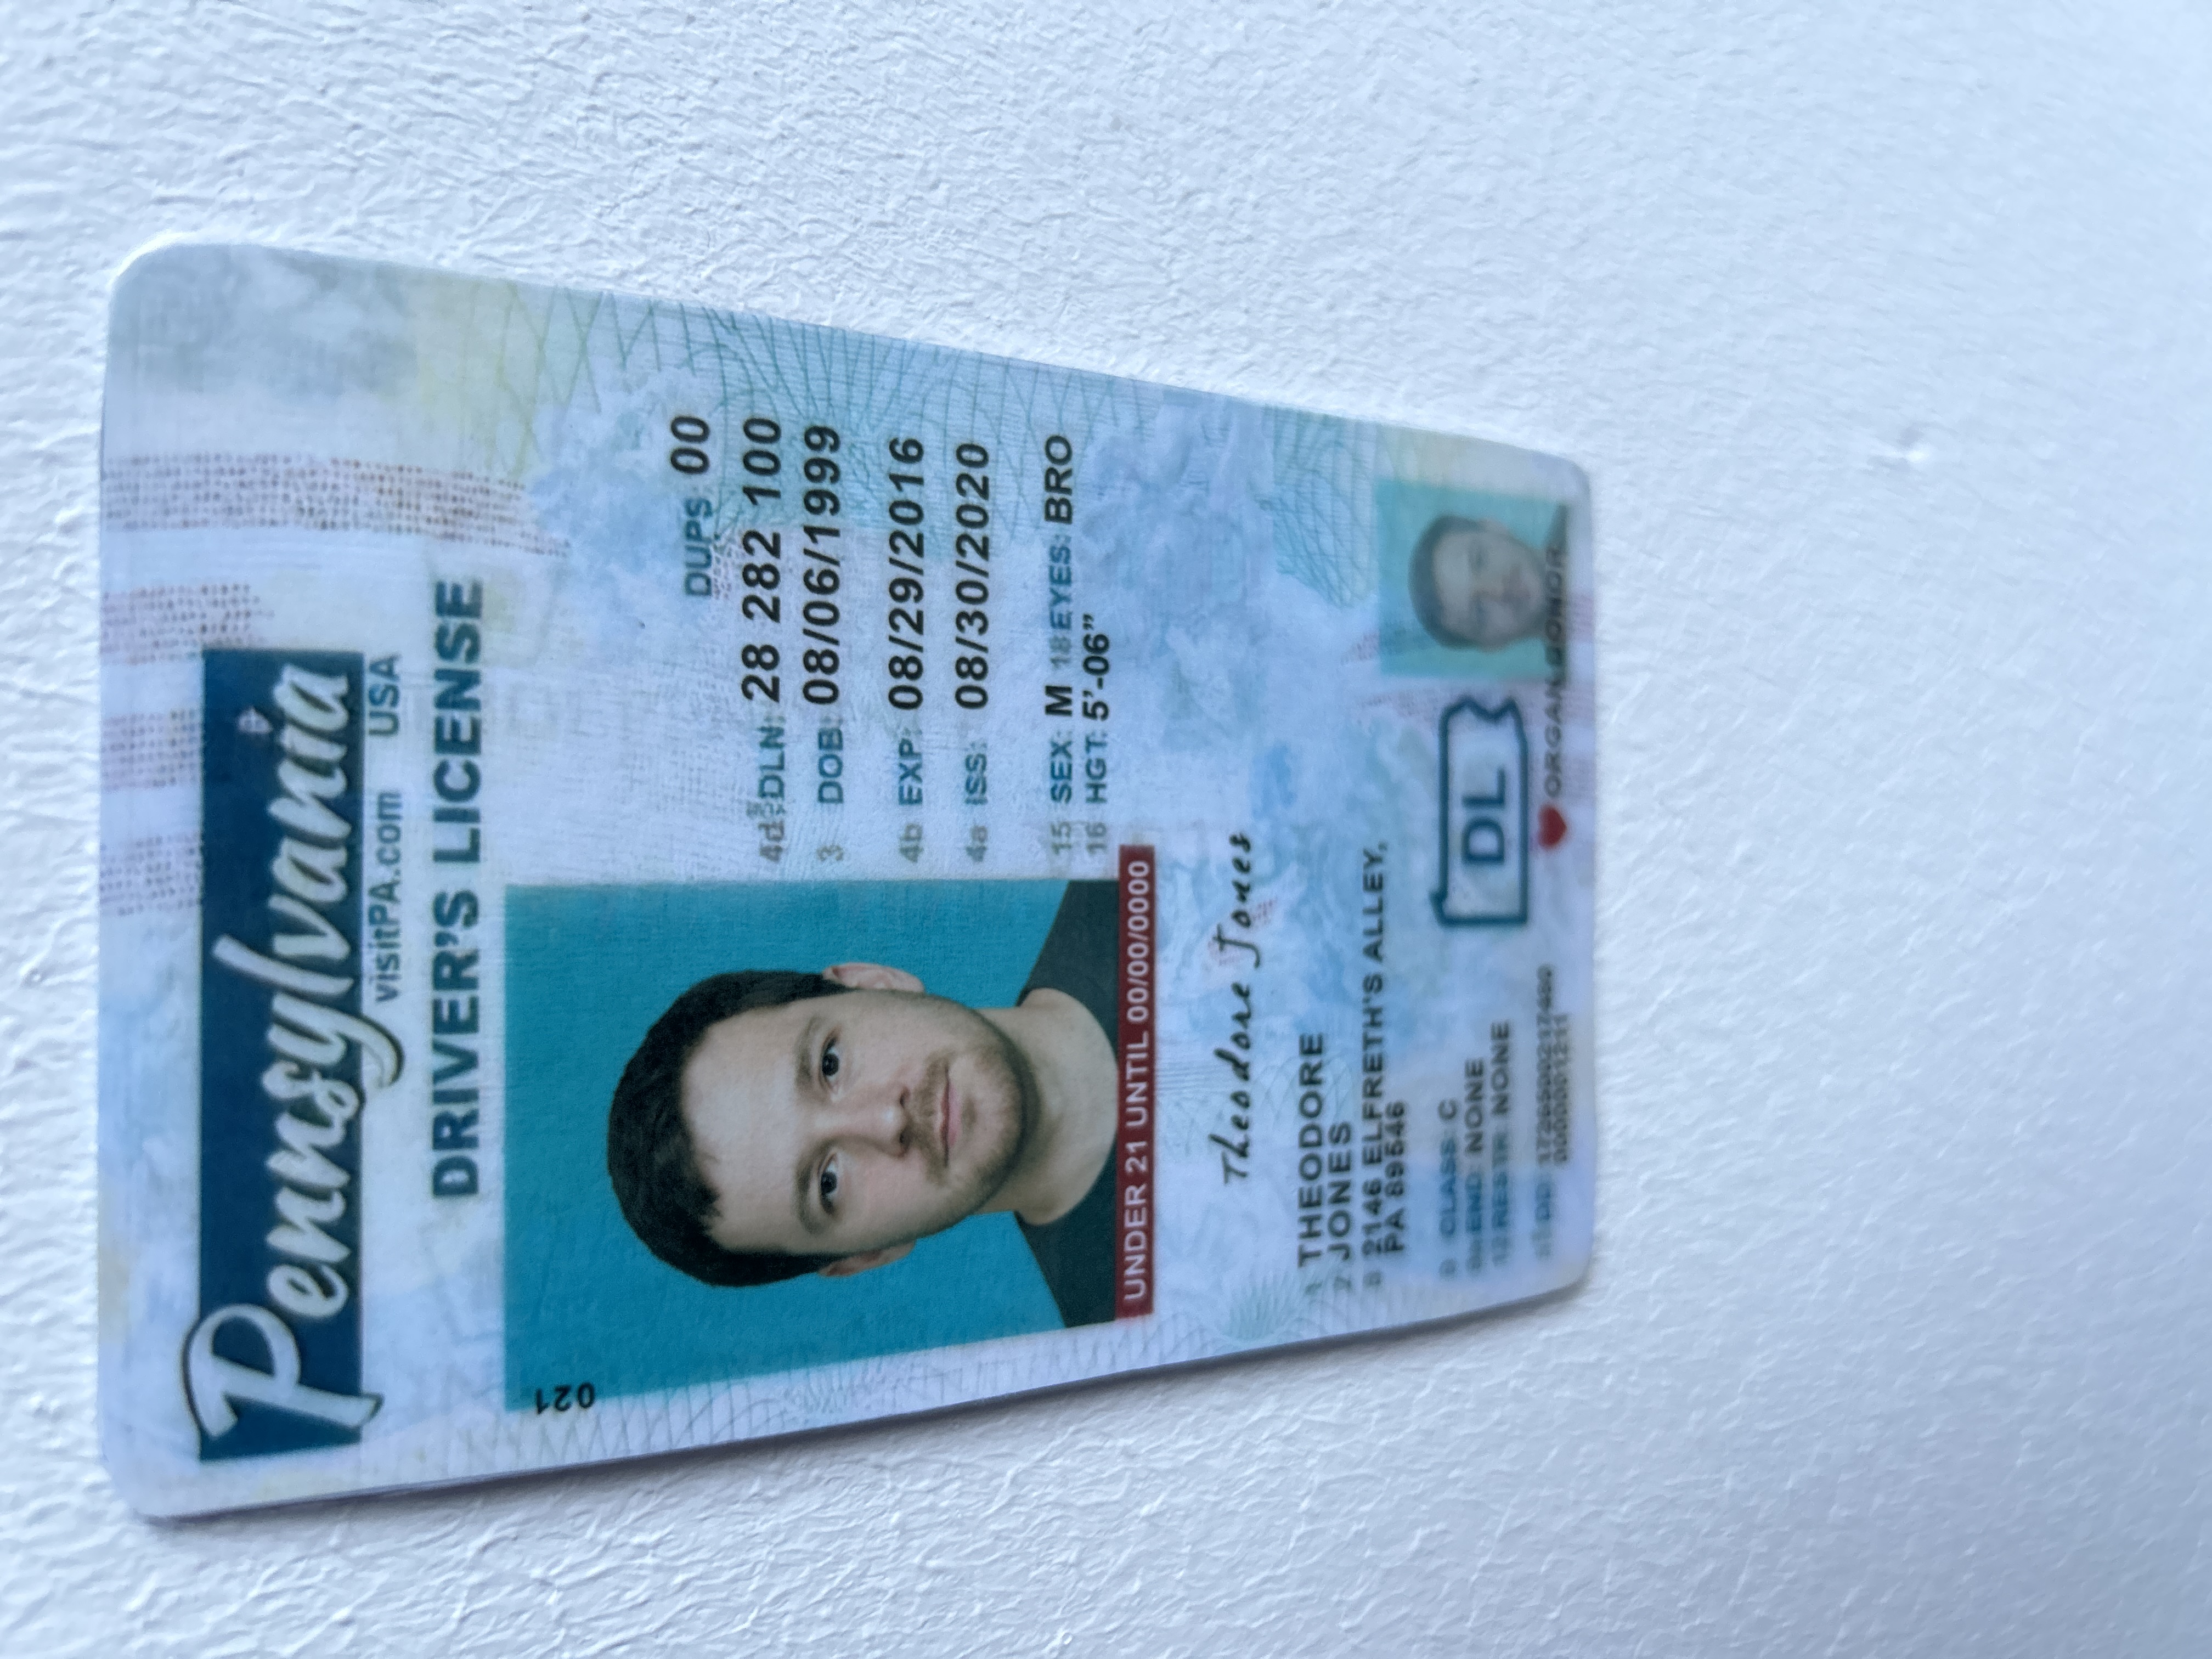 Pennsylvania
visitPA.com USA
DRIVER'S LICENSE
021
DUPS: 00
4d DLN: 28 282 100
3 DOB: 08/06/1999
4b EXP: 08/29/2016
4a ISS: 08/30/2020
15 SEX: M 18 EYES: BRO
16 HGT: 5'-06"
UNDER 21 UNTIL 00/00/0000
Theodore Jones
1 THEODORE
2 JONES
8 2146 ELFRETH'S ALLEY,
PA 89546
9 CLASS: C
9a END: NONE
12 RESTR: NONE
DL
DD:
0000001211
ORGAN DONOR